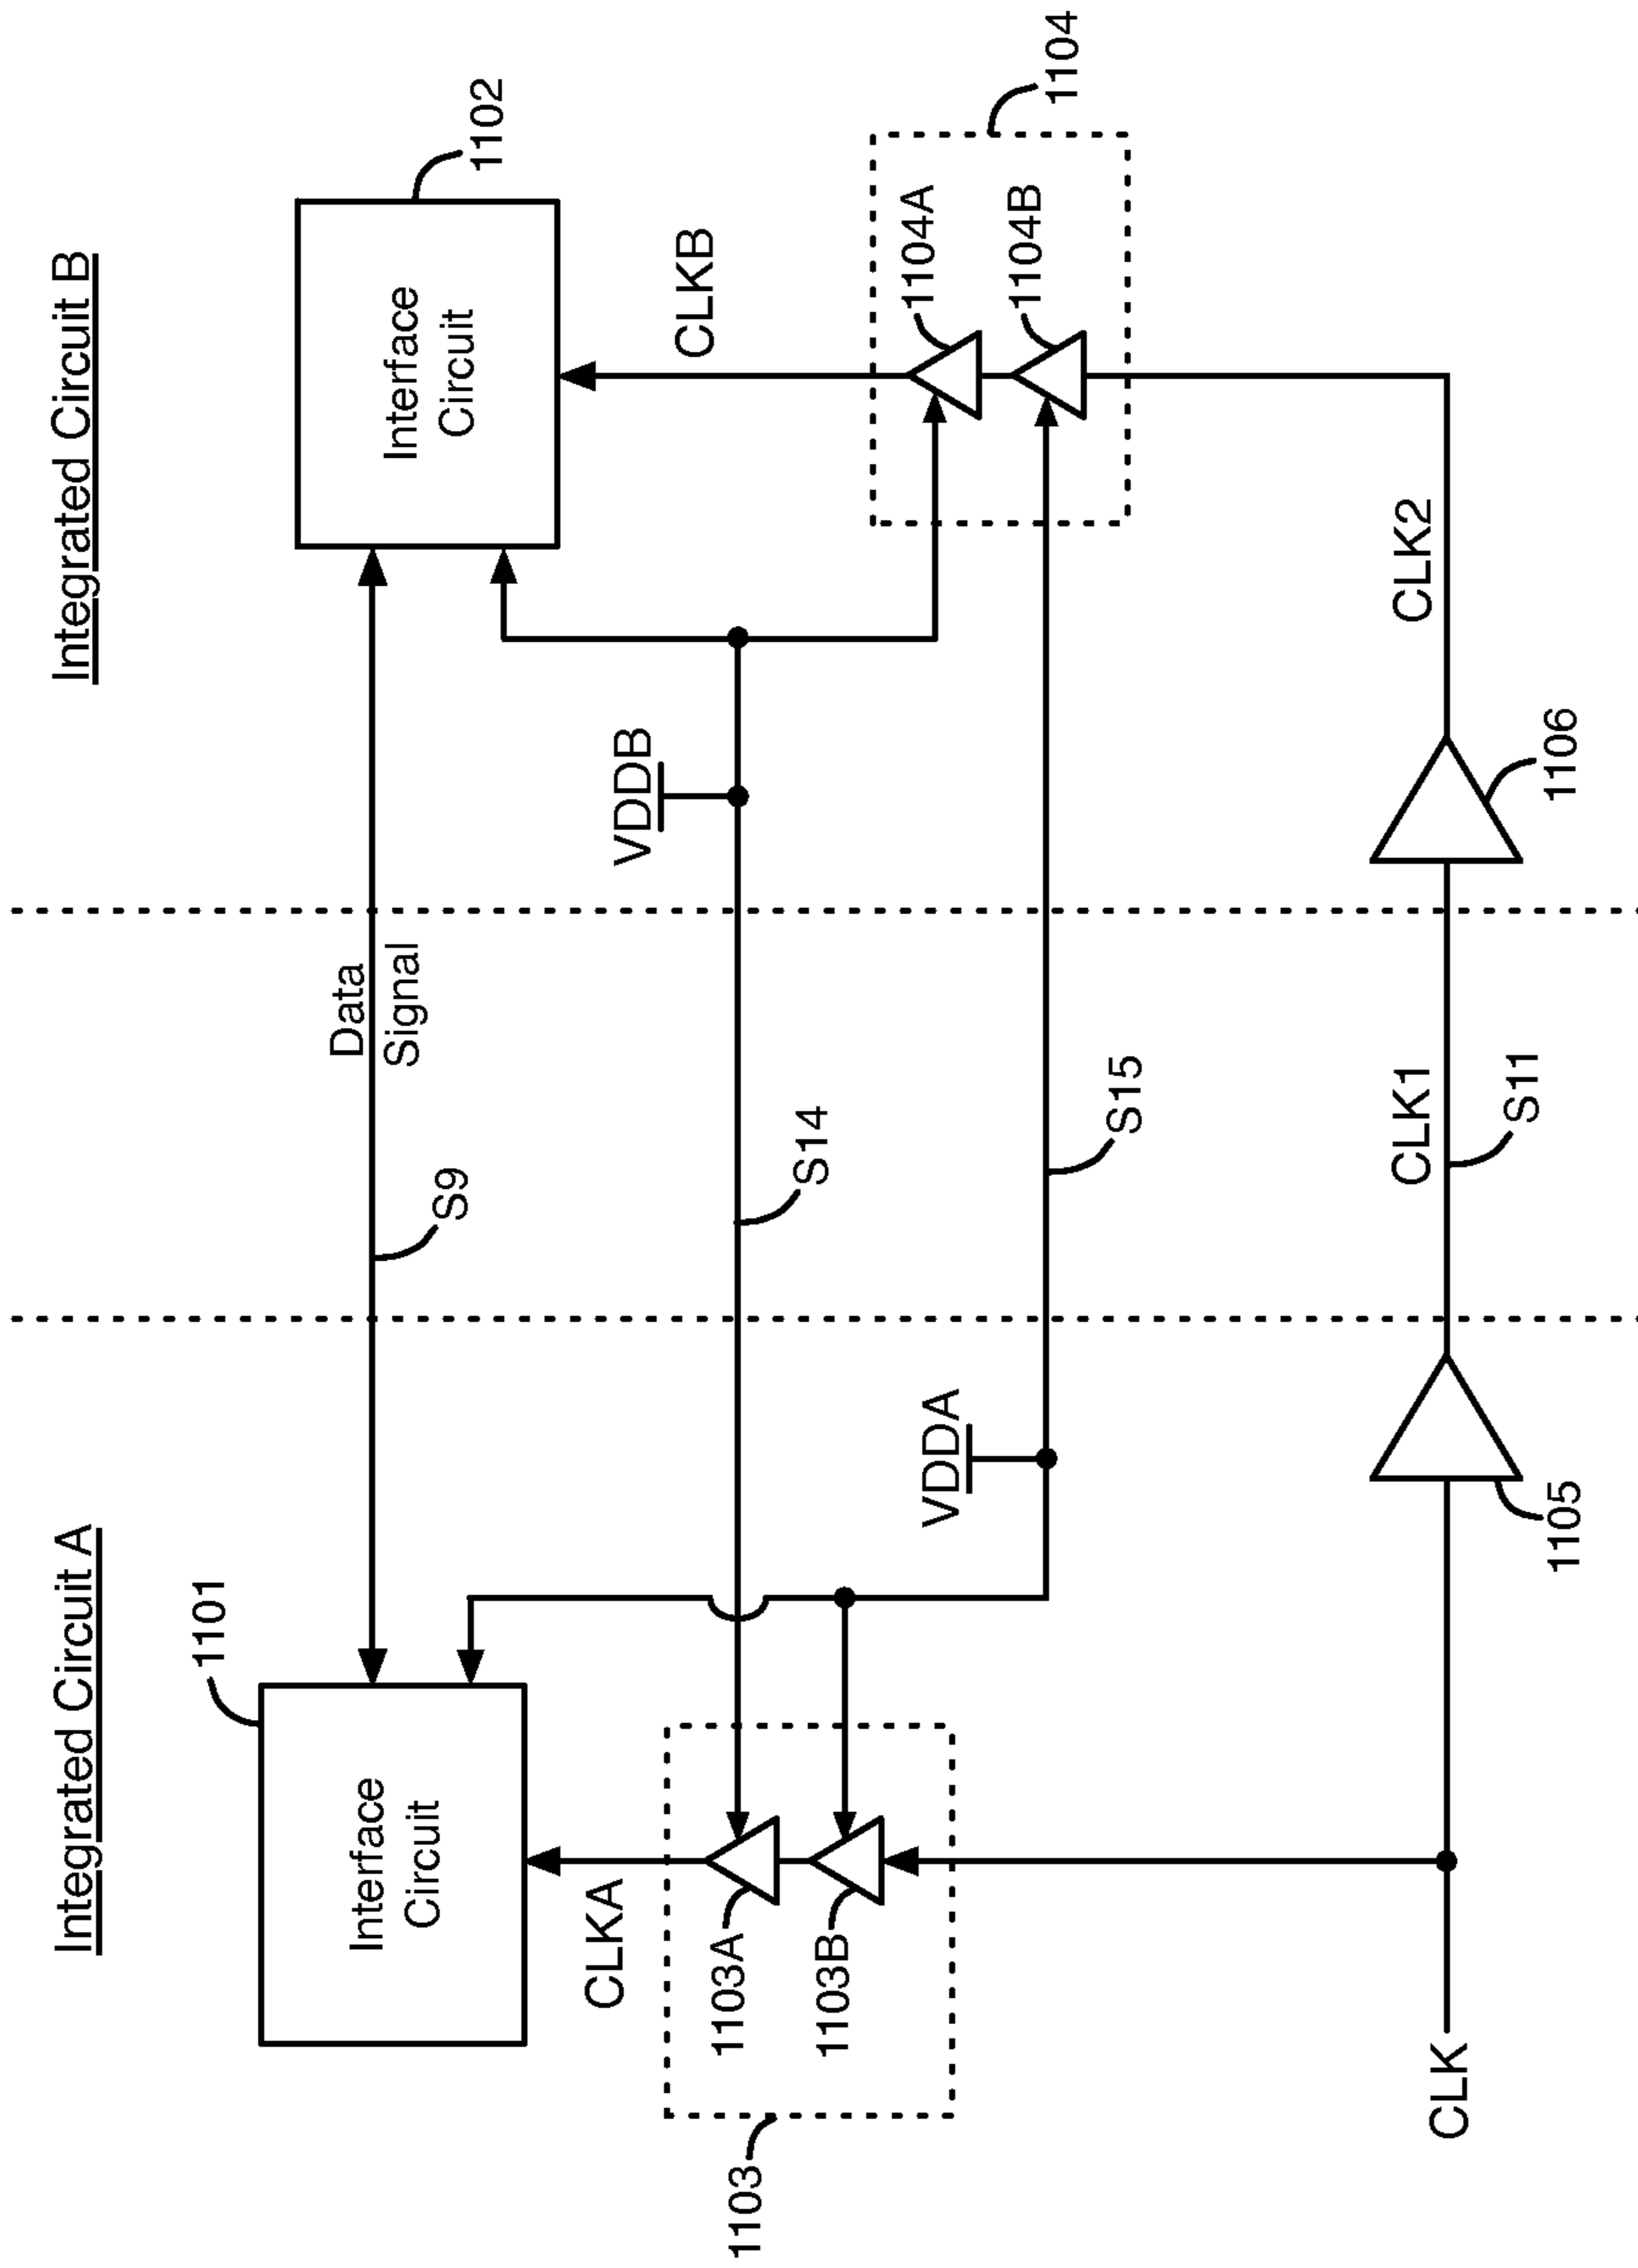 Integrated Circuit A
Integrated Circuit B
1101
Interface
Circuit
S9
Data
Signal
Interface
Circuit
1102
CLKA
VDDB
CLKB
1103
1103A
1103B
S14
1104A
1104B
1104
VDDA
S15
CLK
CLK1
CLK2
1105
S11
1106